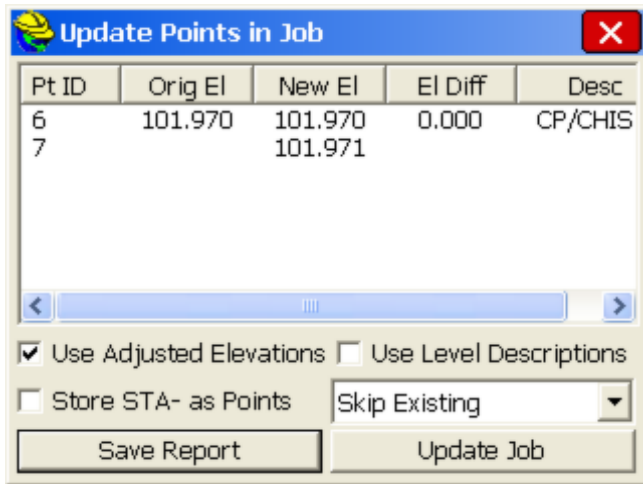 Update Points in Job
Pt ID Orig El New El El Diff Desc
6 101.970 101.970 0.000 CP/CHIS
7 101.971
Use Adjusted Elevations Use Level Descriptions
Store STA- as Points Skip Existing
Save Report Update Job